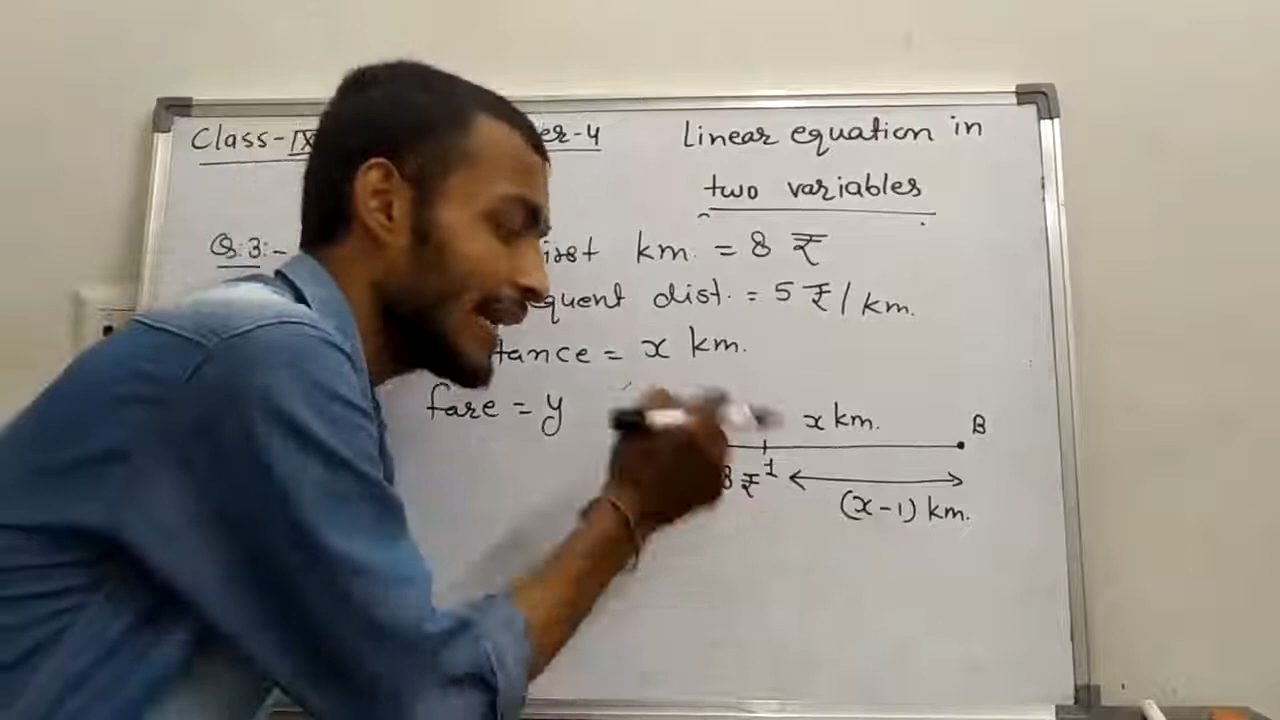 Class-IX
er-4
Linear equation in
two variables
Q.3:-
irst km. = 8 ₹
quent dist. = 5 ₹/km.
tance = x km.
fare = y
x km.
B
8 ₹
1
(x-1) km.